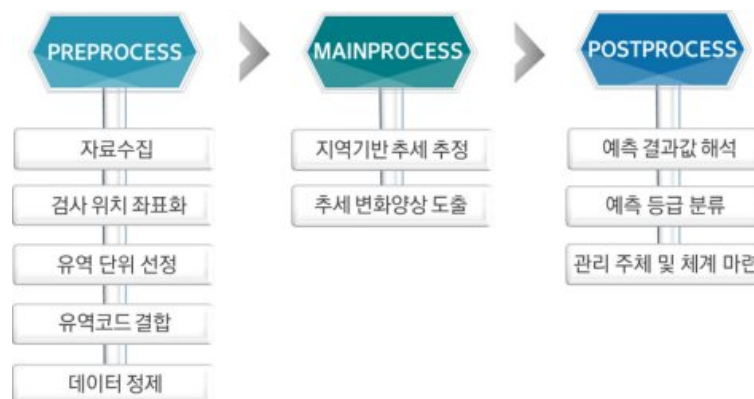 PREPROCESS
자료수집
검사 위치 좌표화
유역 단위 선정
유역코드 결합
데이터 정제
MAINPROCESS
지역기반 추세 추정
추세 변화양상 도출
POSTPROCESS
예측 결과값 해석
예측 등급 분류
관리 주체 및 체계 마련